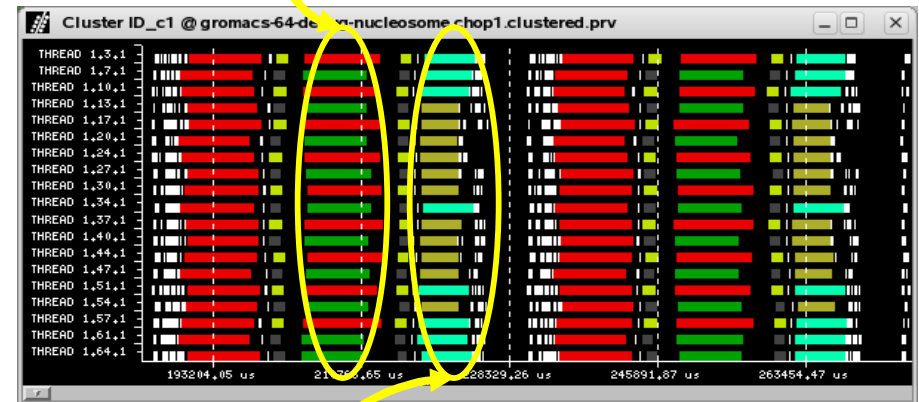 Cluster ID_c1 @ gromacs-64-de nucleosome chop1.clustered.prv
THREAD 1.3.1
THREAD 1.7.1
THREAD 1.10.1
THREAD 1.13.1
THREAD 1.17.1
THREAD 1.20.1
THREAD 1.24.1
THREAD 1.27.1
THREAD 1.30.1
THREAD 1.34.1
THREAD 1.37.1
THREAD 1.40.1
THREAD 1.44.1
THREAD 1.47.1
THREAD 1.51.1
THREAD 1.54.1
THREAD 1.57.1
THREAD 1.61.1
THREAD 1.64.1
193204.05 us
us
228329.26 us
245891.87 us
263454.47 us